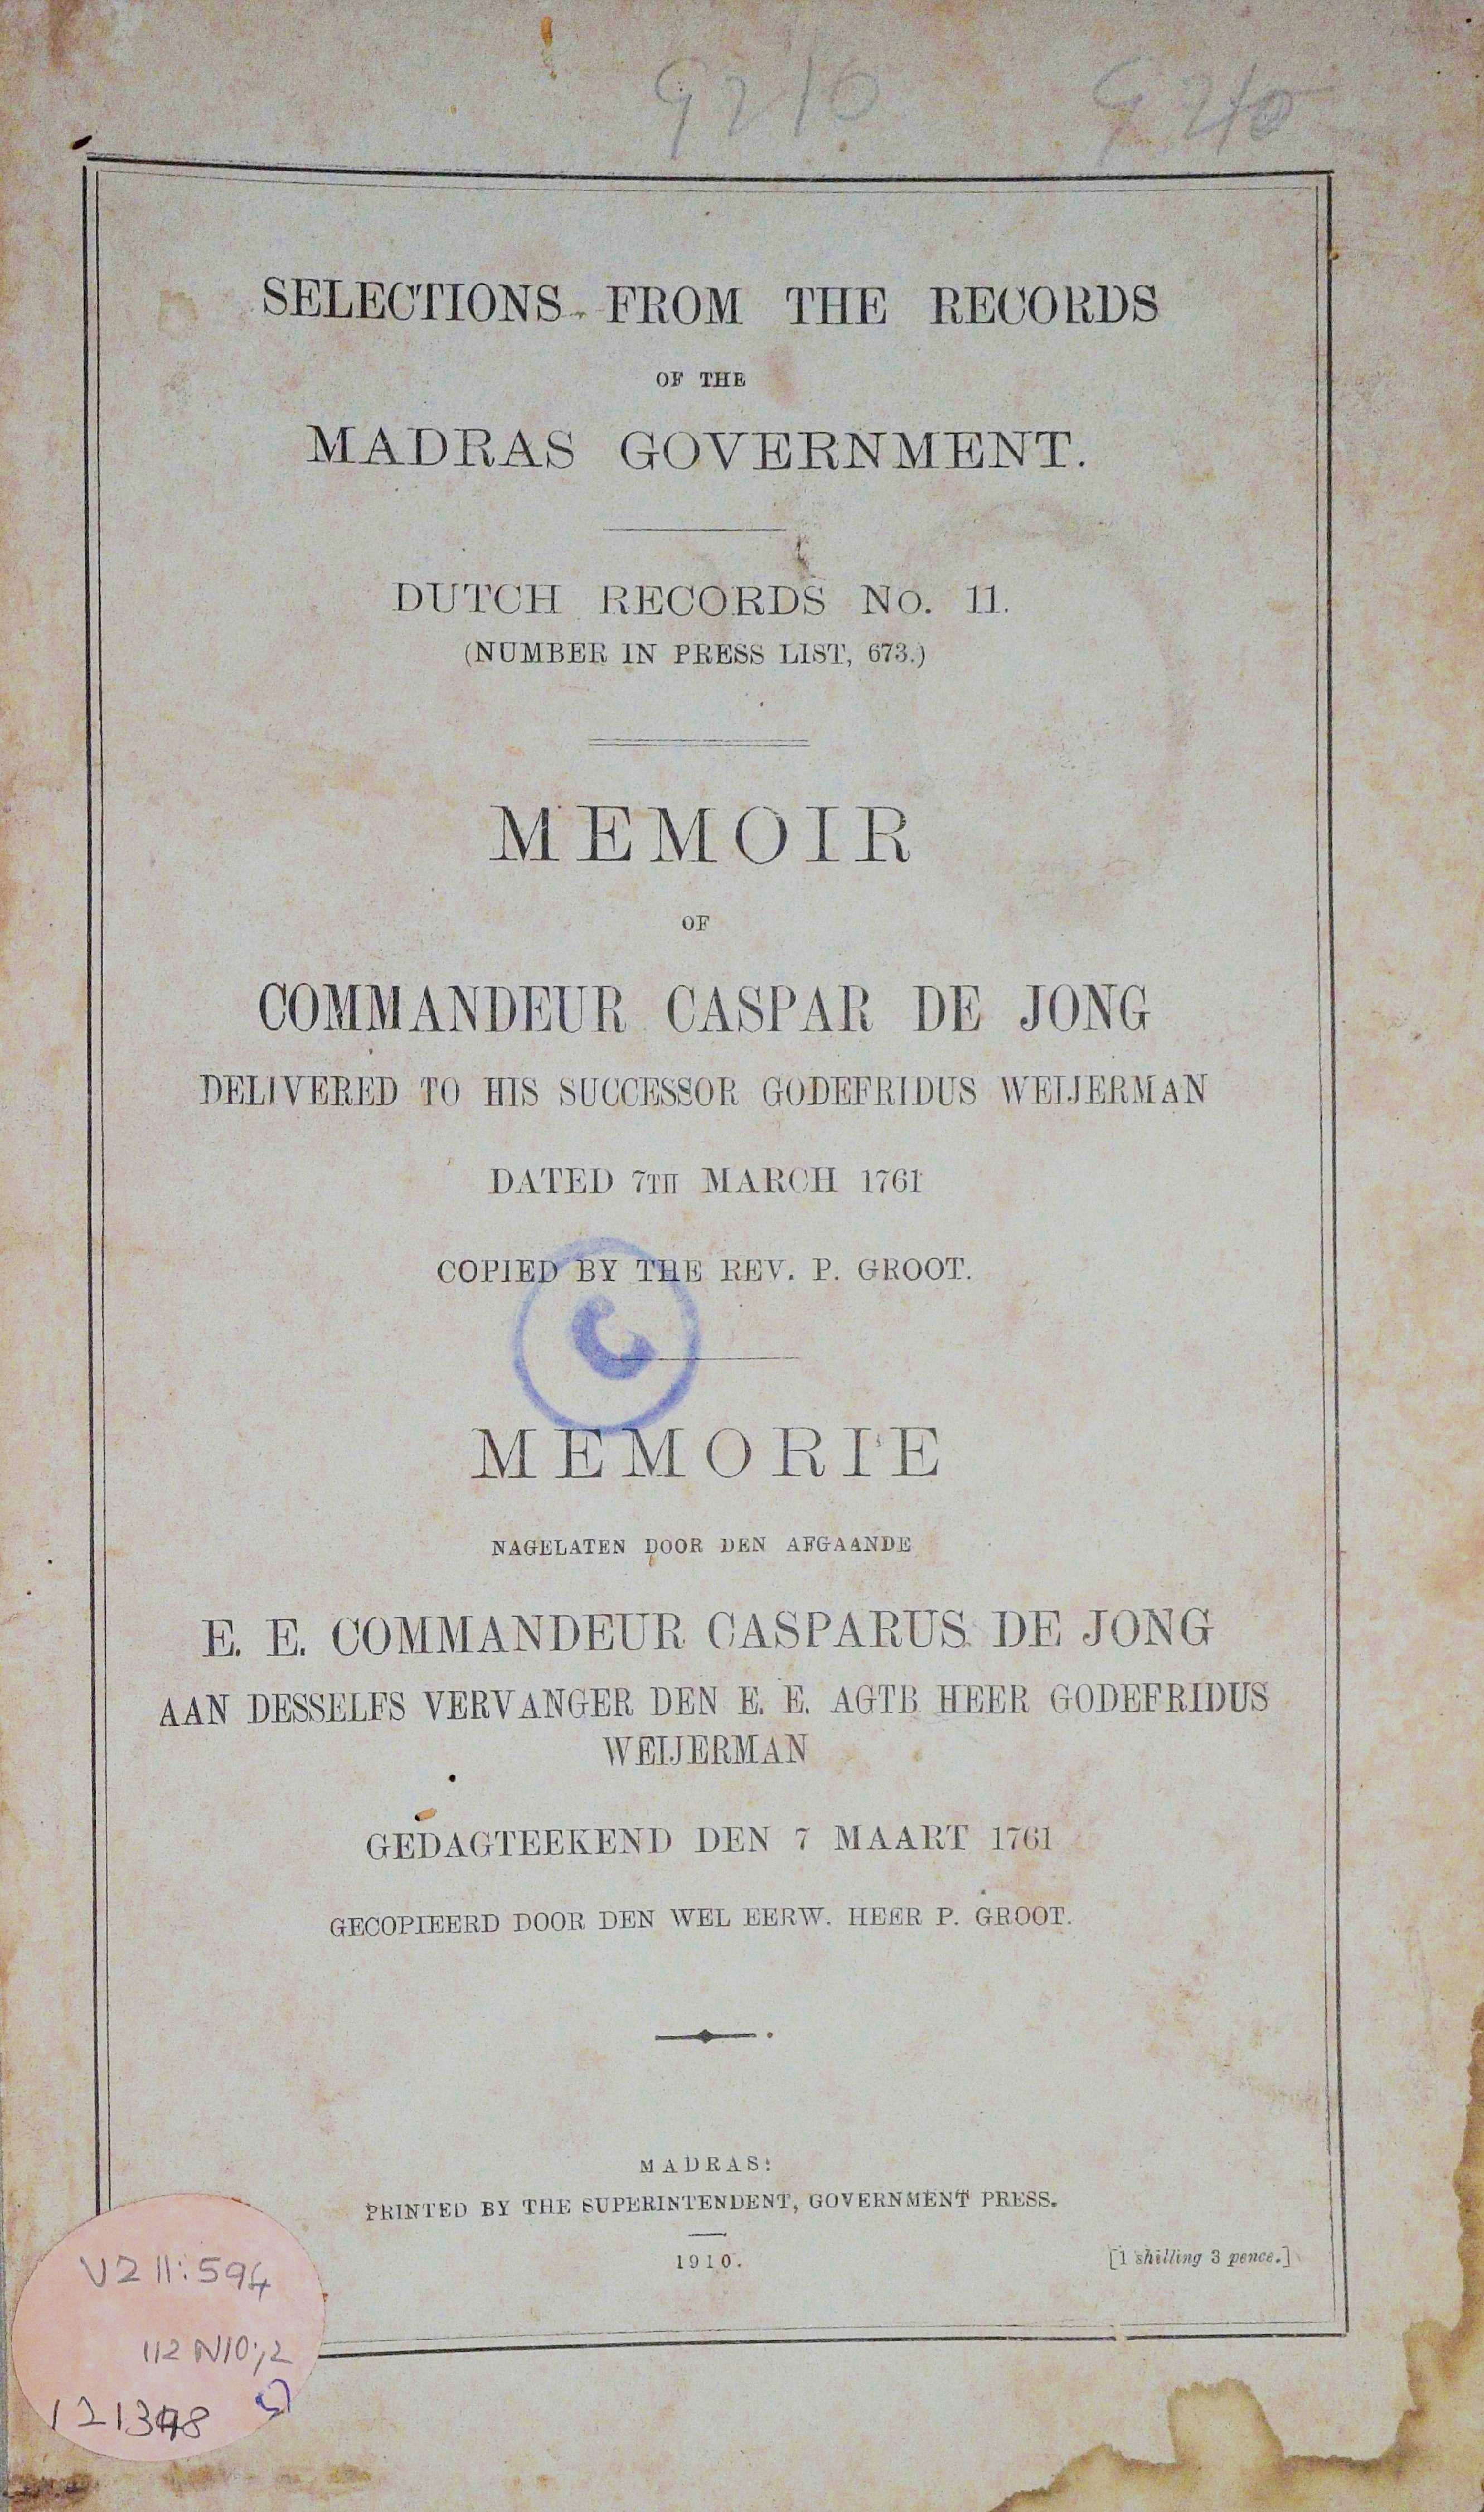 9210 9210
SELECTIONS FROM THE RECORDS
OF THE
MADRAS GOVERNMENT.
DUTCH RECORDS No. 11.
(NUMBER IN PRESS LIST, 673.)
MEMOIR
OF
COMMANDEUR CASPAR DE JONG
DELIVERED TO HIS SUCCESSOR GODEFRIDUS WEIJERMAN
DATED 7TH MARCH 1761
COPIED BY THE REV. P. GROOT.
C
MEMORIE
NAGELATEN DOOR DEN AFGAANDE
E. E. COMMANDEUR CASPARUS DE JONG
AAN DESSELFS VERVANGER DEN E. E. AGTB HEER GODEFRIDUS
WEIJERMAN
GEDAGTEEKEND DEN 7 MAART 1761
GECOPIEERD DOOR DEN WEL EERW. HEER P. GROOT.
MADRAS:
PRINTED BY THE SUPERINTENDENT, GOVERNMENT PRESS.
1910.
[1 shilling 3 pence.]
V2 11:594
112 N10;2